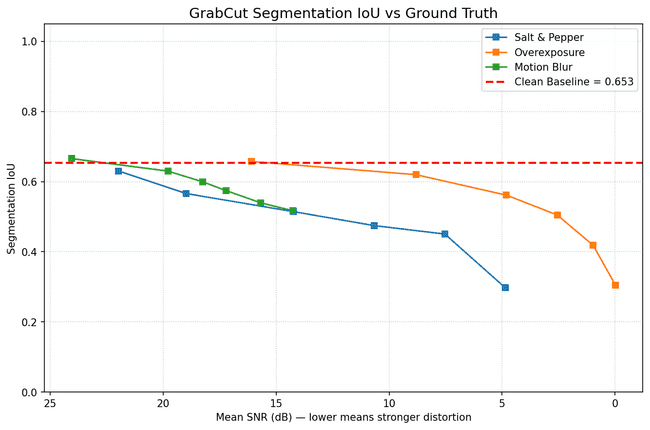 GrabCut Segmentation IoU vs Ground Truth
Salt & Pepper
Overexposure
Motion Blur
Clean Baseline = 0.653
Segmentation IoU
1.0
0.8
0.6
0.4
0.2
0.0
25
20
15
10
5
0
Mean SNR (dB) — lower means stronger distortion